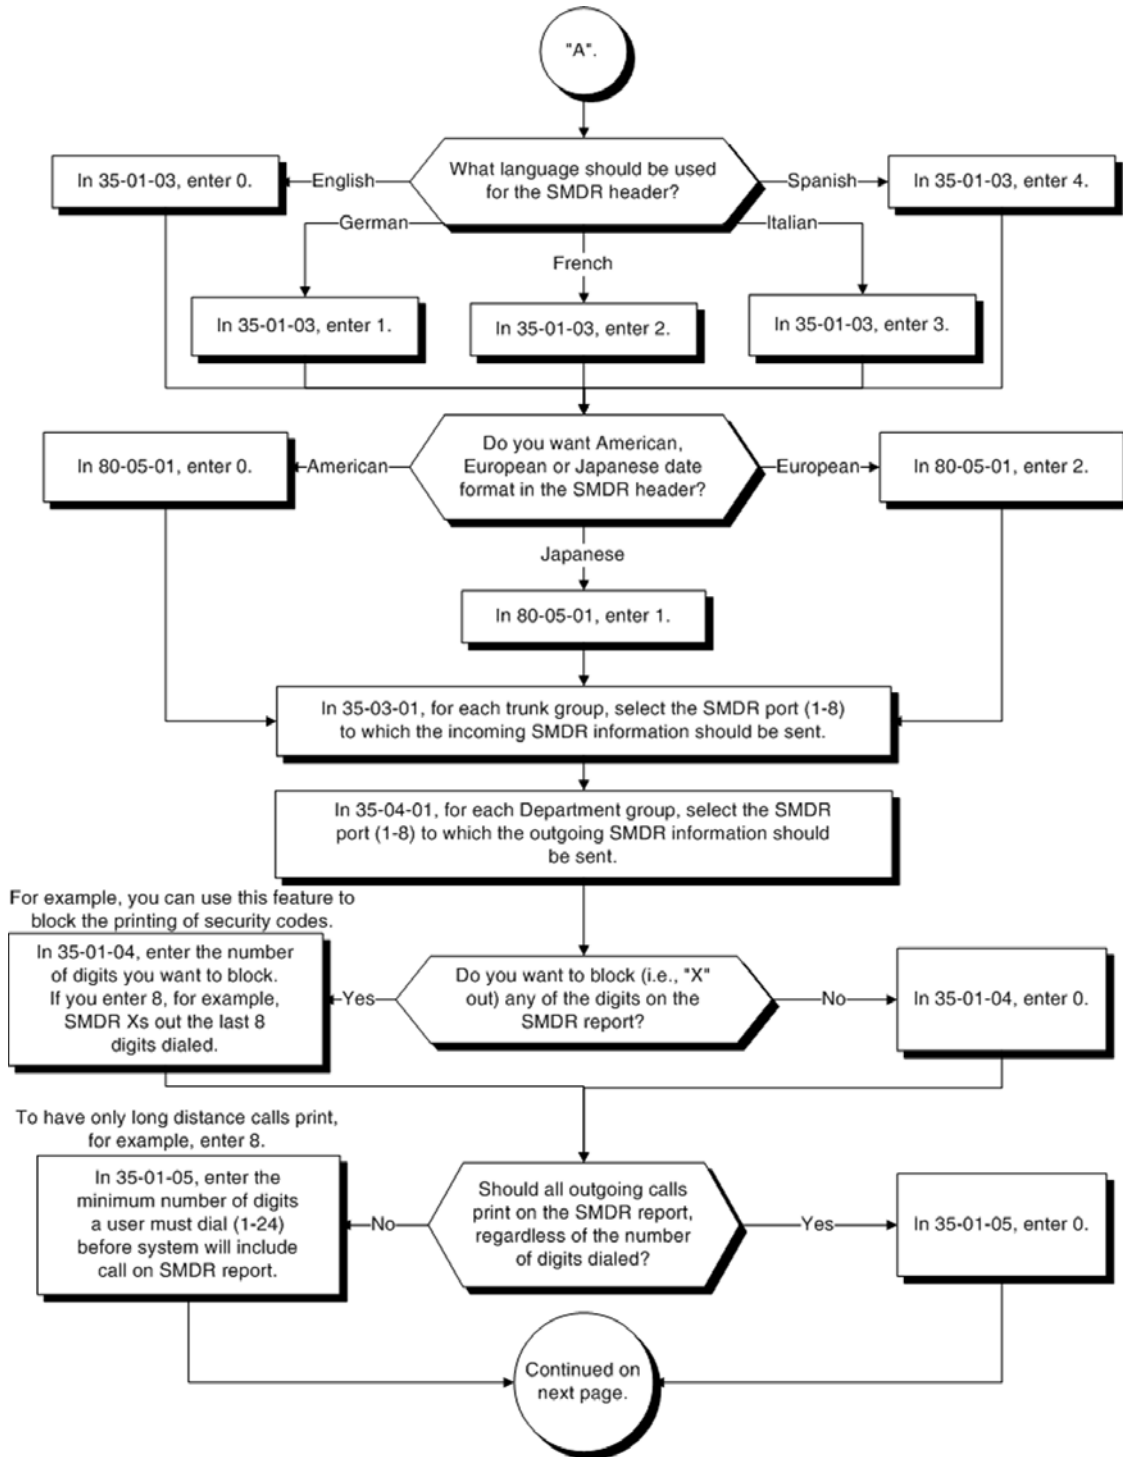 "A".
What language should be used
for the SMDR header?
In 35-01-03, enter 0.
English
Spanish
In 35-01-03, enter 4.
German
Italian
French
In 35-01-03, enter 1.
In 35-01-03, enter 2.
In 35-01-03, enter 3.
Do you want American,
European or Japanese date
format in the SMDR header?
In 80-05-01, enter 0.
American
European
In 80-05-01, enter 2.
Japanese
In 80-05-01, enter 1.
In 35-03-01, for each trunk group, select the SMDR port (1-8)
to which the incoming SMDR information should be sent.
In 35-04-01, for each Department group, select the SMDR
port (1-8) to which the outgoing SMDR information should
be sent.
For example, you can use this feature to
block the printing of security codes.
In 35-01-04, enter the number
of digits you want to block.
If you enter 8, for example,
SMDR Xs out the last 8
digits dialed.
Yes
Do you want to block (i.e., "X"
out) any of the digits on the
SMDR report?
No
In 35-01-04, enter 0.
To have only long distance calls print,
for example, enter 8.
In 35-01-05, enter the
minimum number of digits
a user must dial (1-24)
before system will include
call on SMDR report.
No
Should all outgoing calls
print on the SMDR report,
regardless of the number
of digits dialed?
Yes
In 35-01-05, enter 0.
Continued on
next page.